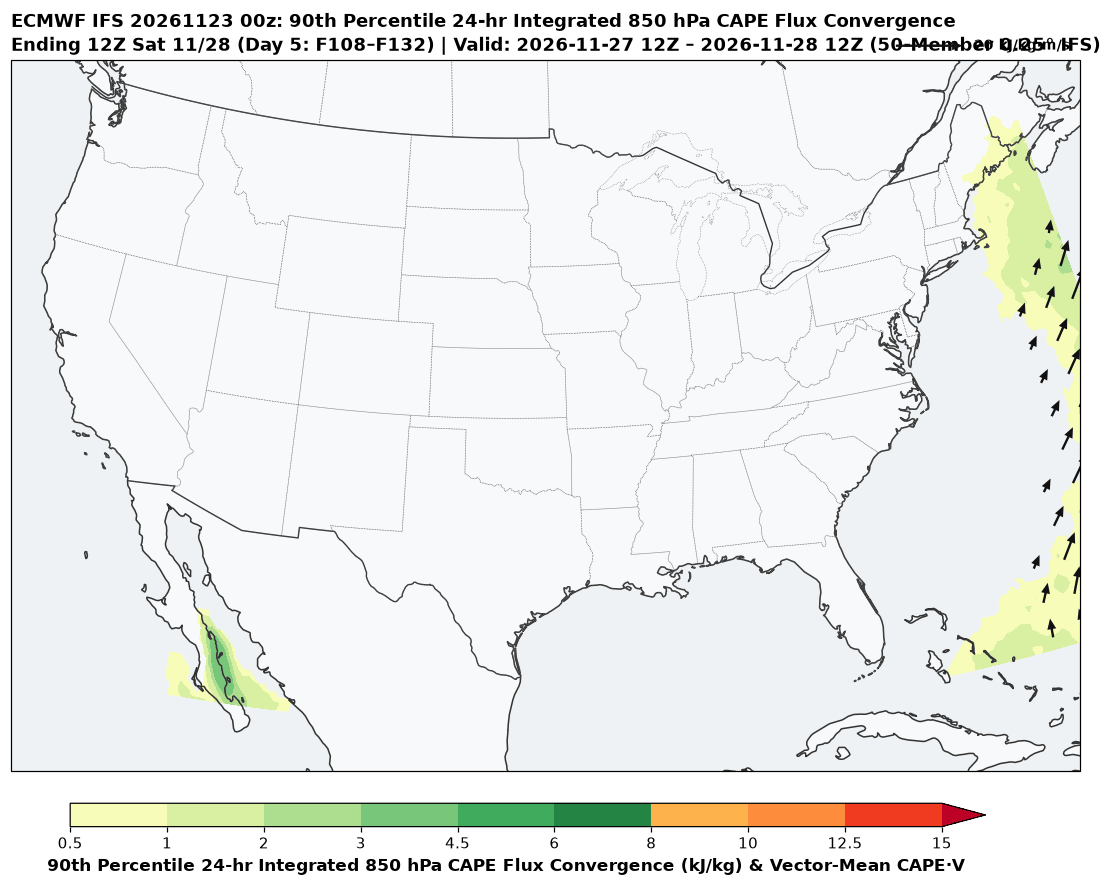 ECMWF IFS 20261123 00z: 90th Percentile 24-hr Integrated 850 hPa CAPE Flux Convergence
Ending 12Z Sat 11/28 (Day 5: F108–F132) | Valid: 2026-11-27 12Z – 2026-11-28 12Z (50-Member 0.25° IFS)
0.5 1 2 3 4.5 6 8 10 12.5 15
90th Percentile 24-hr Integrated 850 hPa CAPE Flux Convergence (kJ/kg) & Vector-Mean CAPE·V